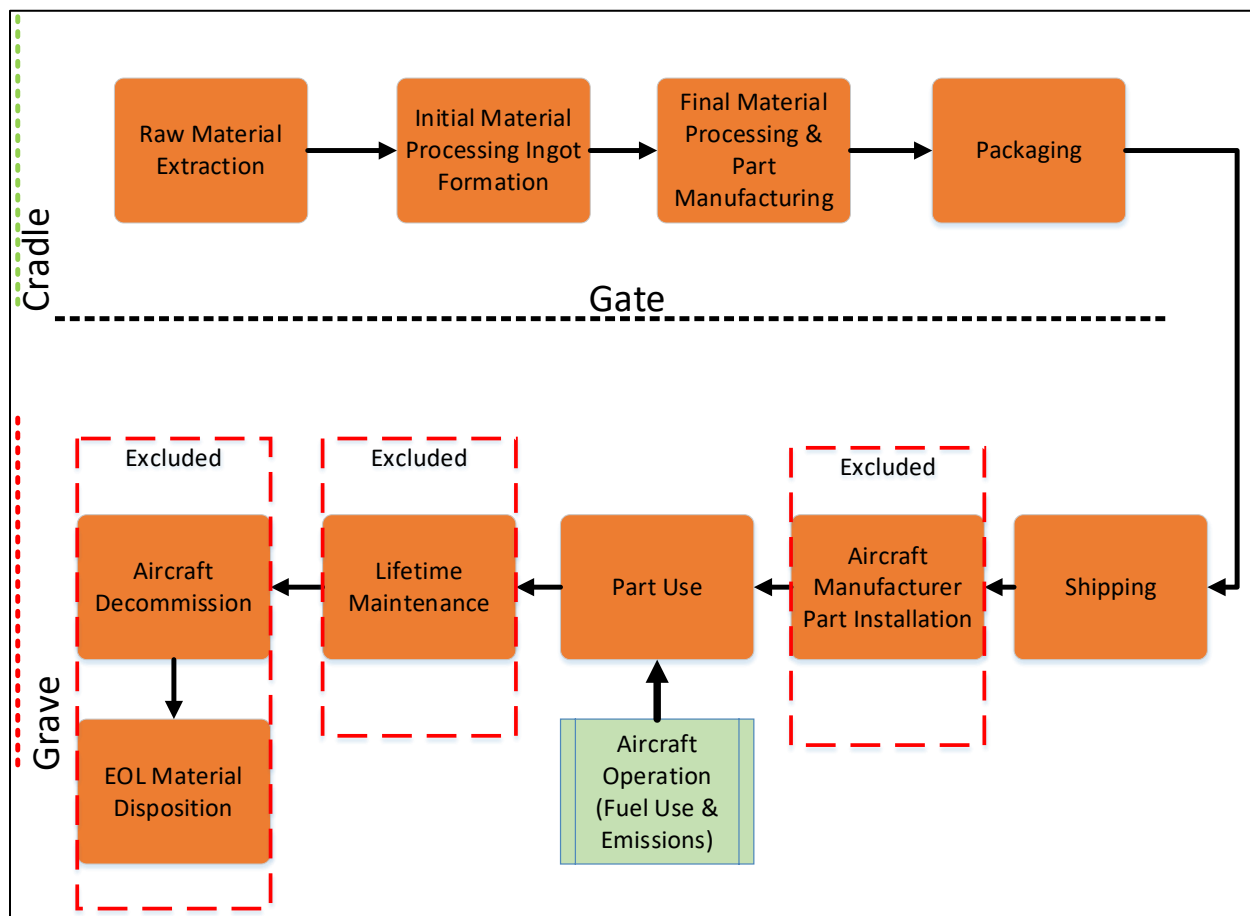 Raw Material
Extraction
Initial Material
Processing Ingot
Formation
Final Material
Processing &
Part
Manufacturing
Packaging
Cradle
Gate
Excluded
Excluded
Excluded
Aircraft
Decommission
Lifetime
Maintenance
Part Use
Aircraft
Manufacturer
Part Installation
Shipping
Grave
EOL Material
Disposition
Aircraft
Operation
(Fuel Use &
Emissions)